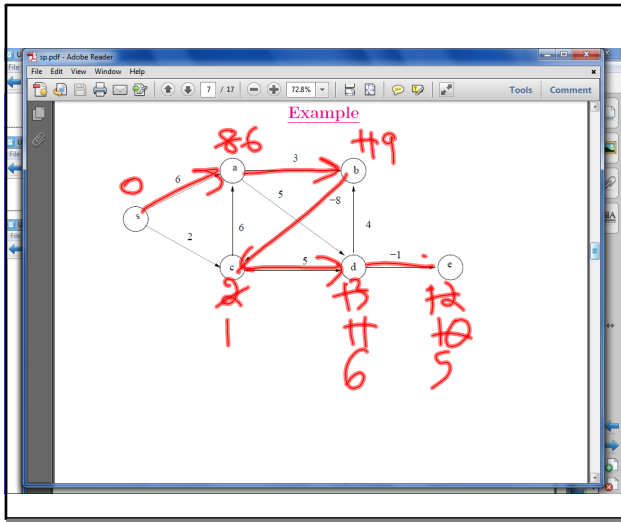 sp.pdf - Adobe Reader
File Edit View Window Help
7 / 17 72.8% Tools Comment
Example
8 6 11 9
0 6 a 3 b
s 5 -8
2 6 4
c 5 d -1 e
2 13 12
1 11 10
6 5